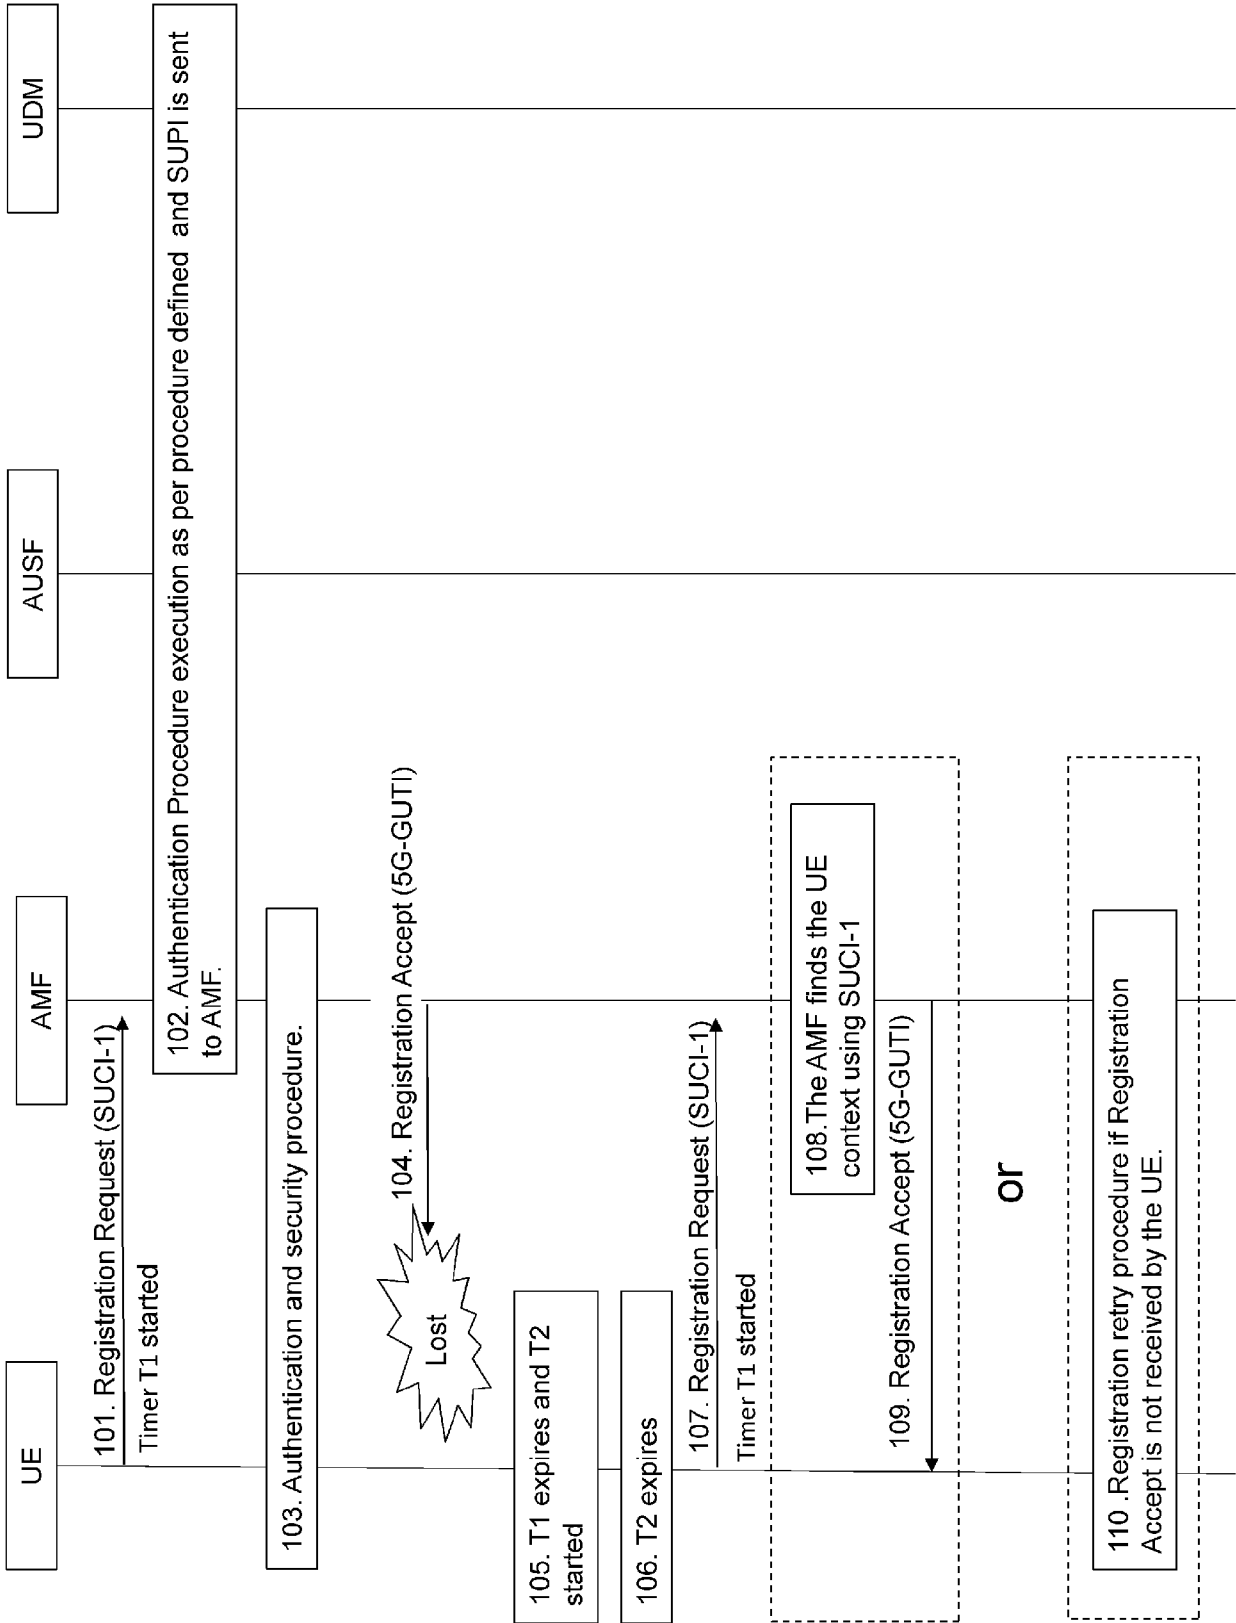 UE
AMF
AUSF
UDM
101. Registration Request (SUCI-1)
Timer T1 started
102. Authentication Procedure execution as per procedure defined and SUPI is sent
to AMF.
103. Authentication and security procedure.
104. Registration Accept (5G-GUTI)
Lost
105. T1 expires and T2
started
106. T2 expires
107. Registration Request (SUCI-1)
Timer T1 started
108.The AMF finds the UE
context using SUCI-1
109. Registration Accept (5G-GUTI)
or
110 .Registration retry procedure if Registration
Accept is not received by the UE.